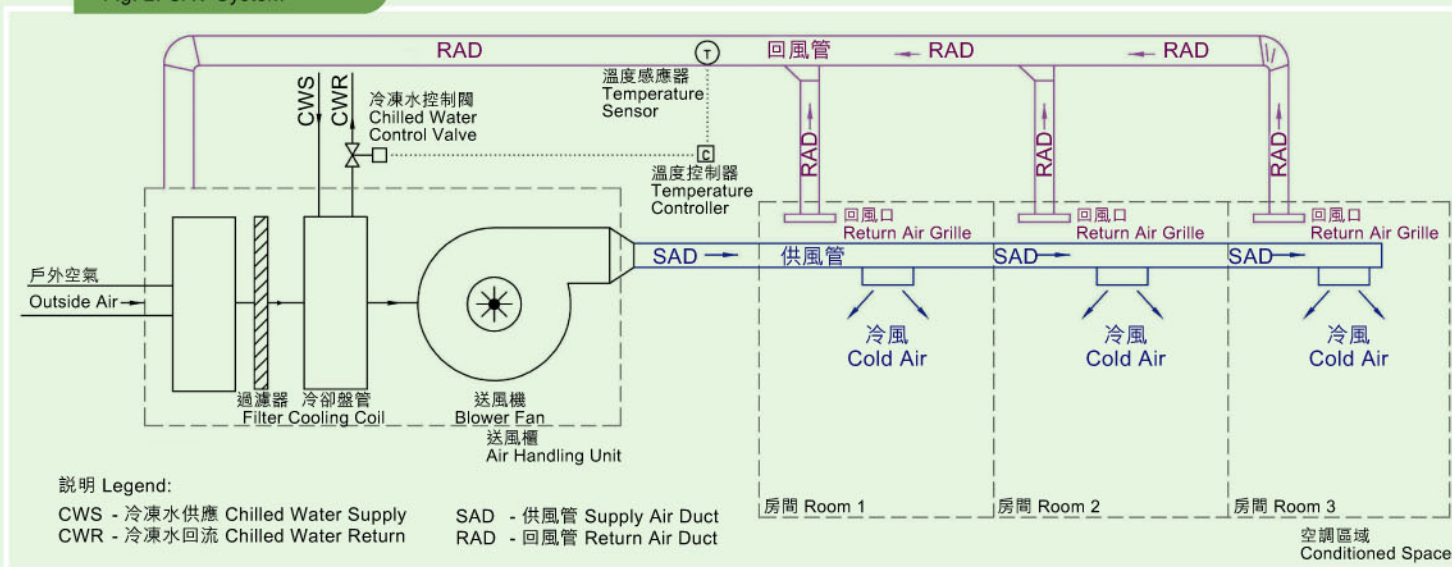 RAD
回風管
RAD
RAD
T
溫度感應器
Temperature
Sensor
CWS
CWR
冷凍水控制閥
Chilled Water
Control Valve
C
溫度控制器
Temperature
Controller
RAD
RAD
RAD
回風口
Return Air Grille
回風口
Return Air Grille
回風口
Return Air Grille
戶外空氣
Outside Air
SAD
供風管
SAD
SAD
冷風
Cold Air
冷風
Cold Air
冷風
Cold Air
過濾器
Filter
冷卻盤管
Cooling Coil
送風機
Blower Fan
送風櫃
Air Handling Unit
房間 Room 1
房間 Room 2
房間 Room 3
空調區域
Conditioned Space
説明 Legend:
CWS - 冷凍水供應 Chilled Water Supply
CWR - 冷凍水回流 Chilled Water Return
SAD - 供風管 Supply Air Duct
RAD - 回風管 Return Air Duct